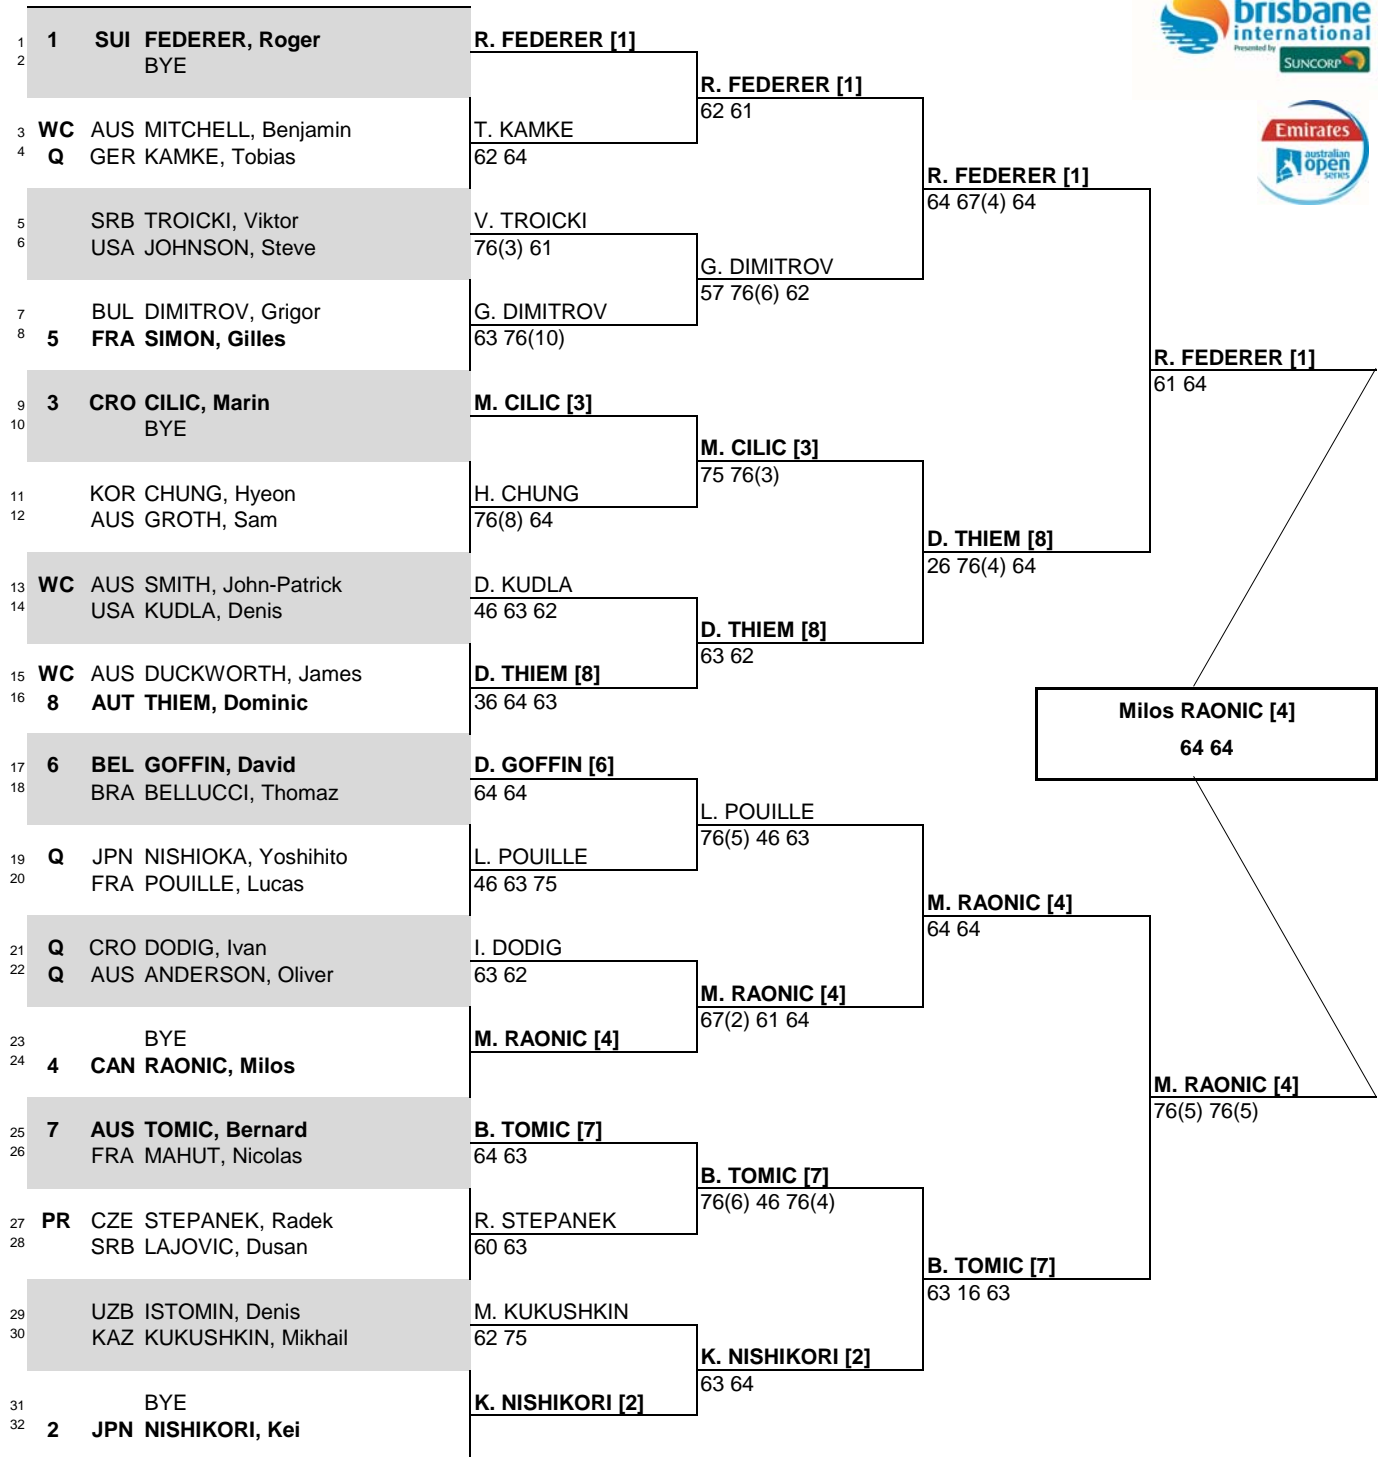 brisbane
international
Presented by
SUNCORP
Emirates
australian
open
series
1 1 SUI FEDERER, Roger
2 BYE
3 WC AUS MITCHELL, Benjamin
4 Q GER KAMKE, Tobias
5 SRB TROICKI, Viktor
6 USA JOHNSON, Steve
7 BUL DIMITROV, Grigor
8 5 FRA SIMON, Gilles
9 3 CRO CILIC, Marin
10 BYE
11 KOR CHUNG, Hyeon
12 AUS GROTH, Sam
13 WC AUS SMITH, John-Patrick
14 USA KUDLA, Denis
15 WC AUS DUCKWORTH, James
16 8 AUT THIEM, Dominic
17 6 BEL GOFFIN, David
18 BRA BELLUCCI, Thomaz
19 Q JPN NISHIOKA, Yoshihito
20 FRA POUILLE, Lucas
21 Q CRO DODIG, Ivan
22 Q AUS ANDERSON, Oliver
23 BYE
24 4 CAN RAONIC, Milos
25 7 AUS TOMIC, Bernard
26 FRA MAHUT, Nicolas
27 PR CZE STEPANEK, Radek
28 SRB LAJOVIC, Dusan
29 UZB ISTOMIN, Denis
30 KAZ KUKUSHKIN, Mikhail
31 BYE
32 2 JPN NISHIKORI, Kei
R. FEDERER [1]
T. KAMKE
62 64
V. TROICKI
76(3) 61
G. DIMITROV
63 76(10)
M. CILIC [3]
H. CHUNG
76(8) 64
D. KUDLA
46 63 62
D. THIEM [8]
36 64 63
D. GOFFIN [6]
64 64
L. POUILLE
46 63 75
I. DODIG
63 62
M. RAONIC [4]
B. TOMIC [7]
64 63
R. STEPANEK
60 63
M. KUKUSHKIN
62 75
K. NISHIKORI [2]
R. FEDERER [1]
62 61
G. DIMITROV
57 76(6) 62
M. CILIC [3]
75 76(3)
D. THIEM [8]
63 62
L. POUILLE
76(5) 46 63
M. RAONIC [4]
67(2) 61 64
B. TOMIC [7]
76(6) 46 76(4)
K. NISHIKORI [2]
63 64
R. FEDERER [1]
64 67(4) 64
D. THIEM [8]
26 76(4) 64
M. RAONIC [4]
64 64
B. TOMIC [7]
63 16 63
R. FEDERER [1]
61 64
M. RAONIC [4]
76(5) 76(5)
Milos RAONIC [4]
64 64